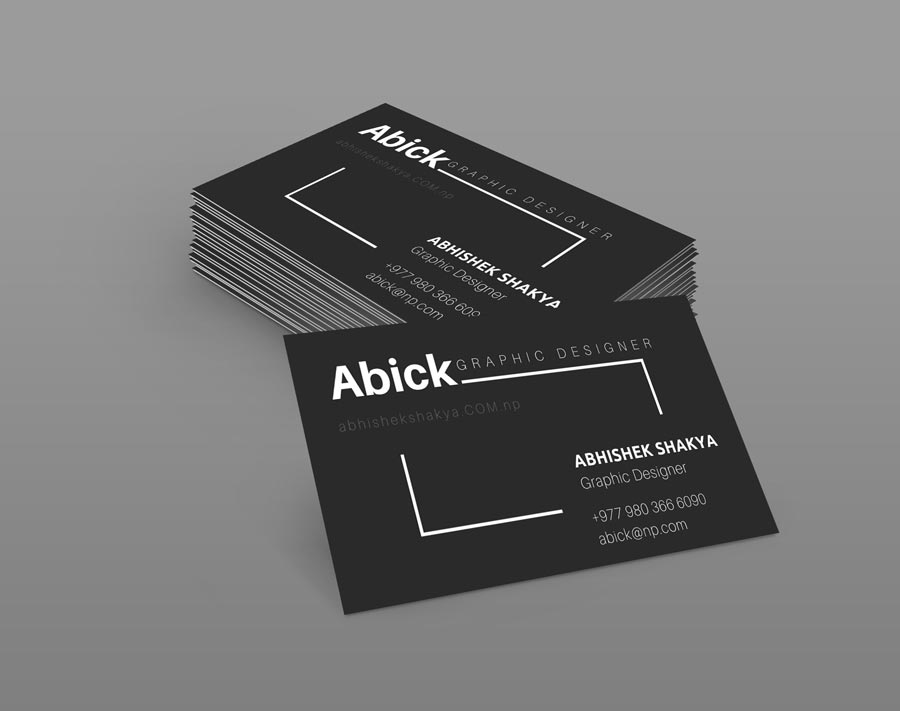 Abick GRAPHIC DESIGNER
abhishekshakya.COM.np
ABHISHEK SHAKYA
Graphic Designer
+977 980 366 609
abick@np.com
Abick GRAPHIC DESIGNER
abhishekshakya.COM.np
ABHISHEK SHAKYA
Graphic Designer
+977 980 366 6090
abick@np.com